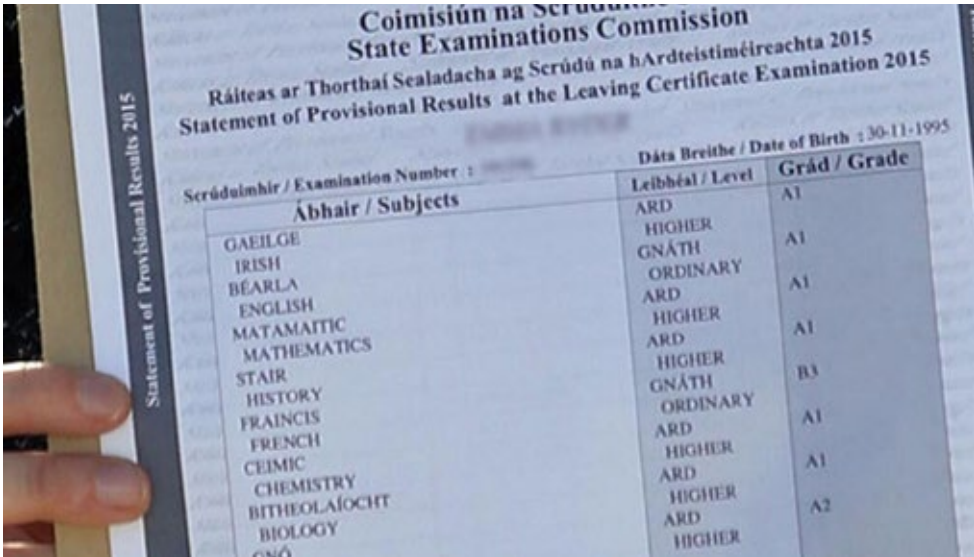 Coimisiún na
State Examinations Commission
Ráiteas ar Thorthaí Sealadacha ag Scrúdú na hArdteistiméireachta 2015
Statement of Provisional Results at the Leaving Certificate Examination 2015
Scrúduimhir / Examination Number :
Dáta Breithe / Date of Birth : 30-11-1995
Ábhair / Subjects Leibhéal / Level Grád / Grade
GAEILGE ARD A1
IRISH HIGHER
BÉARLA GNÁTH A1
ENGLISH ORDINARY
MATAMAITIC ARD A1
MATHEMATICS HIGHER
STAIR ARD A1
HISTORY HIGHER
FRAINCIS GNÁTH B3
FRENCH ORDINARY
CEIMIC ARD A1
CHEMISTRY HIGHER
BITHEOLAÍOCHT ARD A1
BIOLOGY HIGHER
GNÓ ARD A2
HIGHER
Statement of Provisional Results 2015